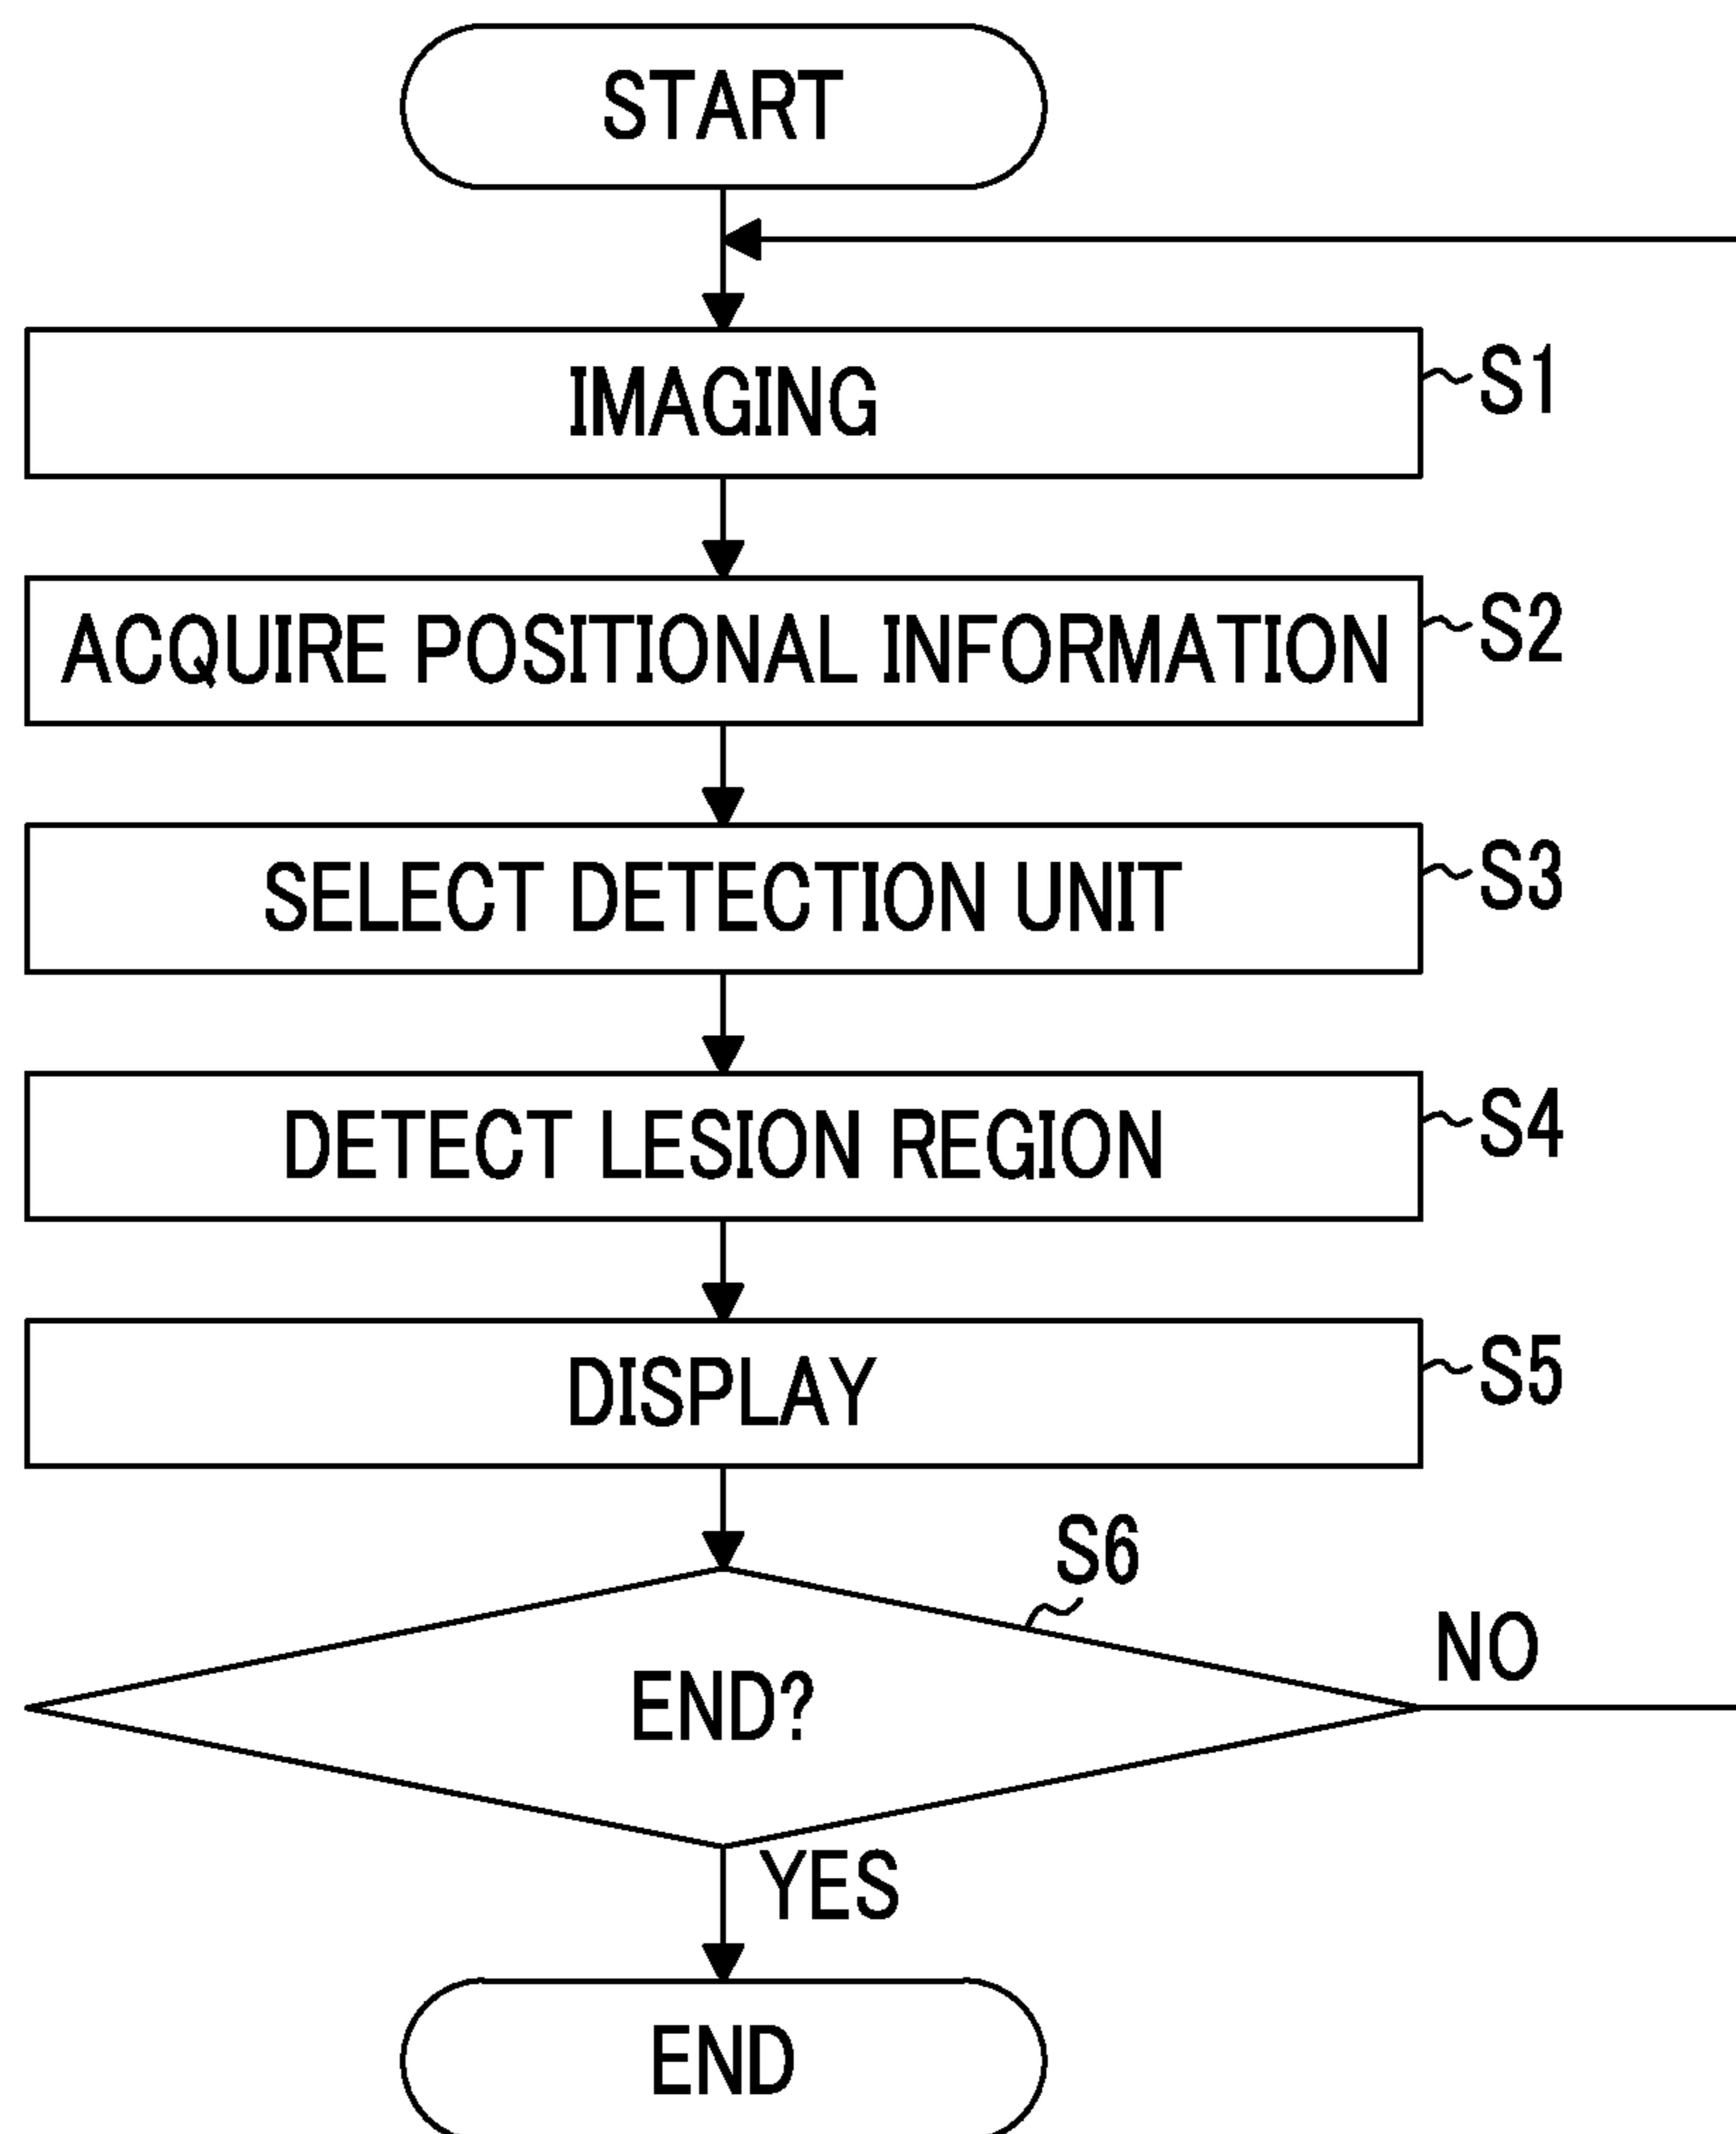 START
IMAGING
S1
ACQUIRE POSITIONAL INFORMATION
S2
SELECT DETECTION UNIT
S3
DETECT LESION REGION
S4
DISPLAY
S5
S6
END?
NO
YES
END